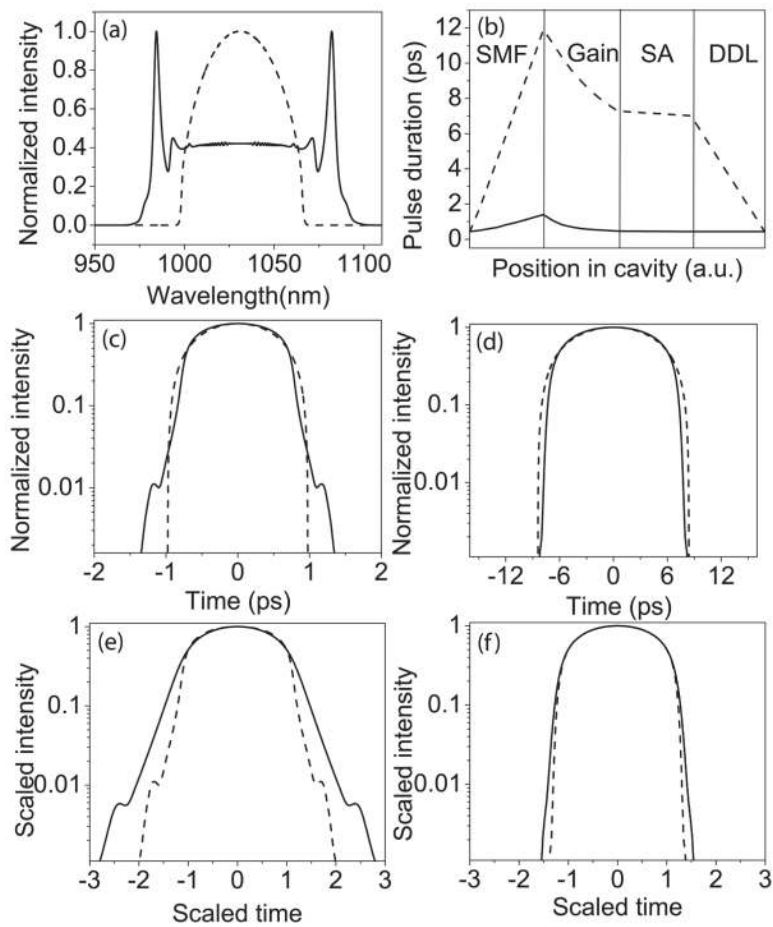 (a)
Normalized intensity
1.0
0.8
0.6
0.4
0.2
0.0
950 1000 1050 1100
Wavelength(nm)
(b)
SMF Gain SA DDL
Pulse duration (ps)
12
10
8
6
4
2
0
Position in cavity (a.u.)
(c)
Normalized intensity
1
0.1
0.01
-2 -1 0 1 2
Time (ps)
(d)
Normalized intensity
1
0.1
0.01
-12 -6 0 6 12
Time (ps)
(e)
Scaled intensity
1
0.1
0.01
-3 -2 -1 0 1 2 3
Scaled time
(f)
Scaled intensity
1
0.1
0.01
-3 -2 -1 0 1 2 3
Scaled time